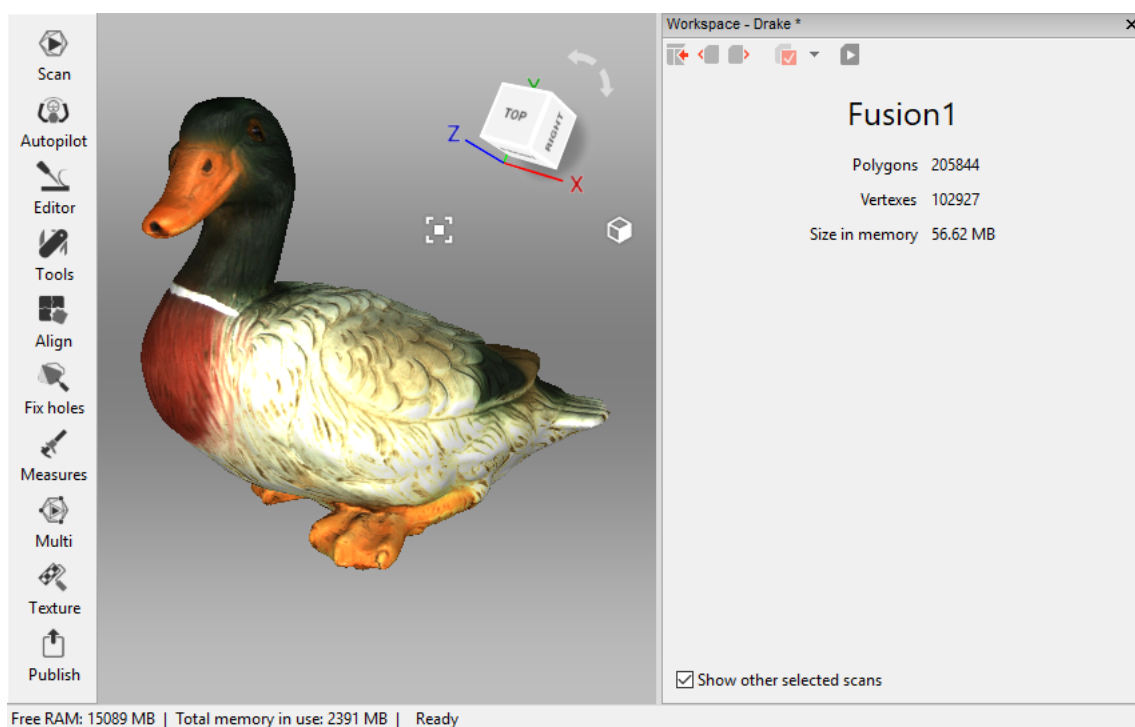 Workspace - Drake *
Scan
Autopilot
Editor
Tools
Align
Fix holes
Measures
Multi
Texture
Publish
TOP
RIGHT
Y
Z
X
Fusion1
Polygons 205844
Vertexes 102927
Size in memory 56.62 MB
Show other selected scans
Free RAM: 15089 MB | Total memory in use: 2391 MB | Ready